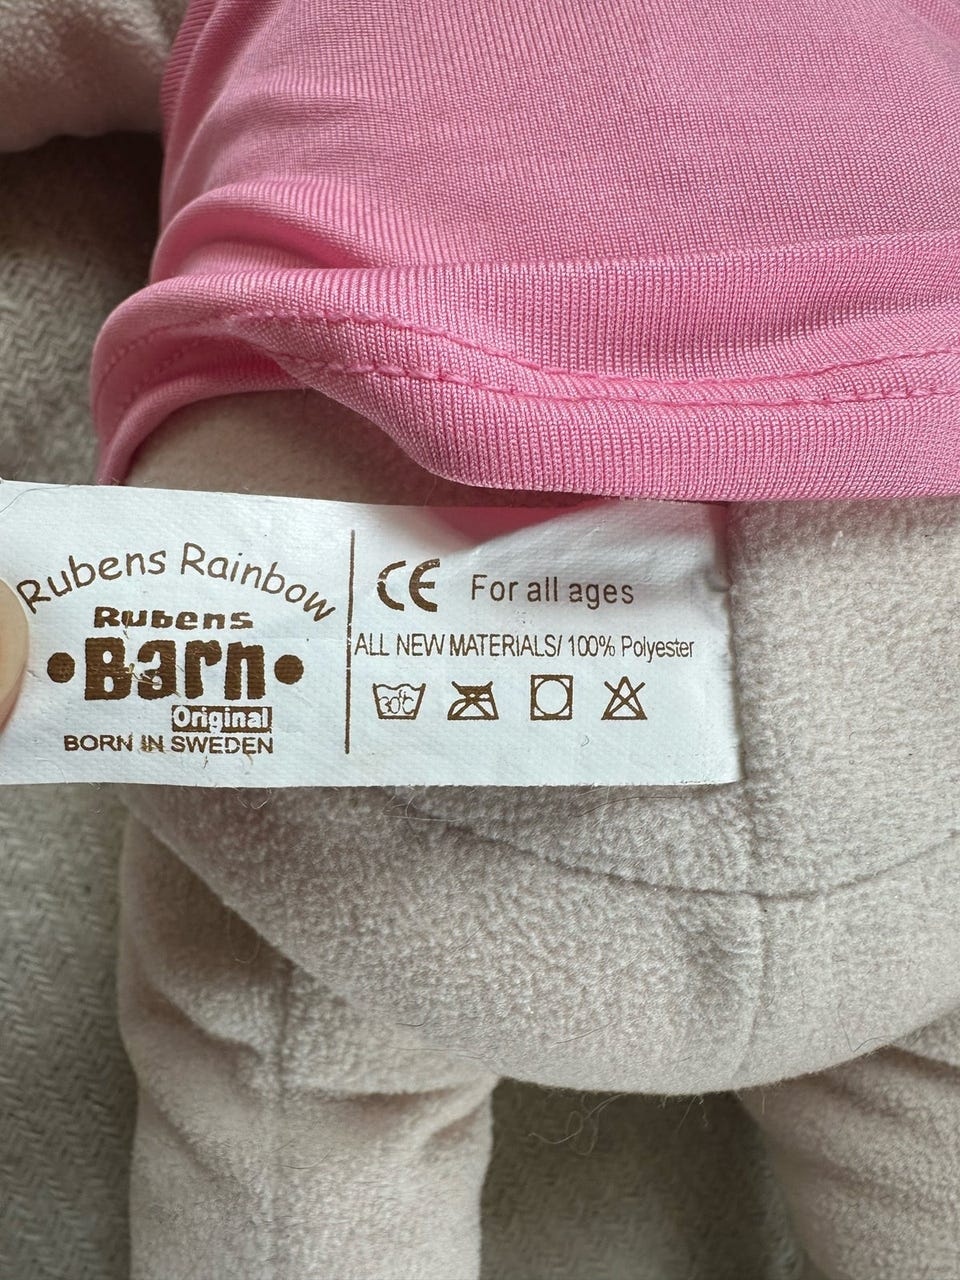 Rubens Rainbow
Rubens
•Barn•
Original
BORN IN SWEDEN
CE For all ages
ALL NEW MATERIALS/ 100% Polyester
30°C